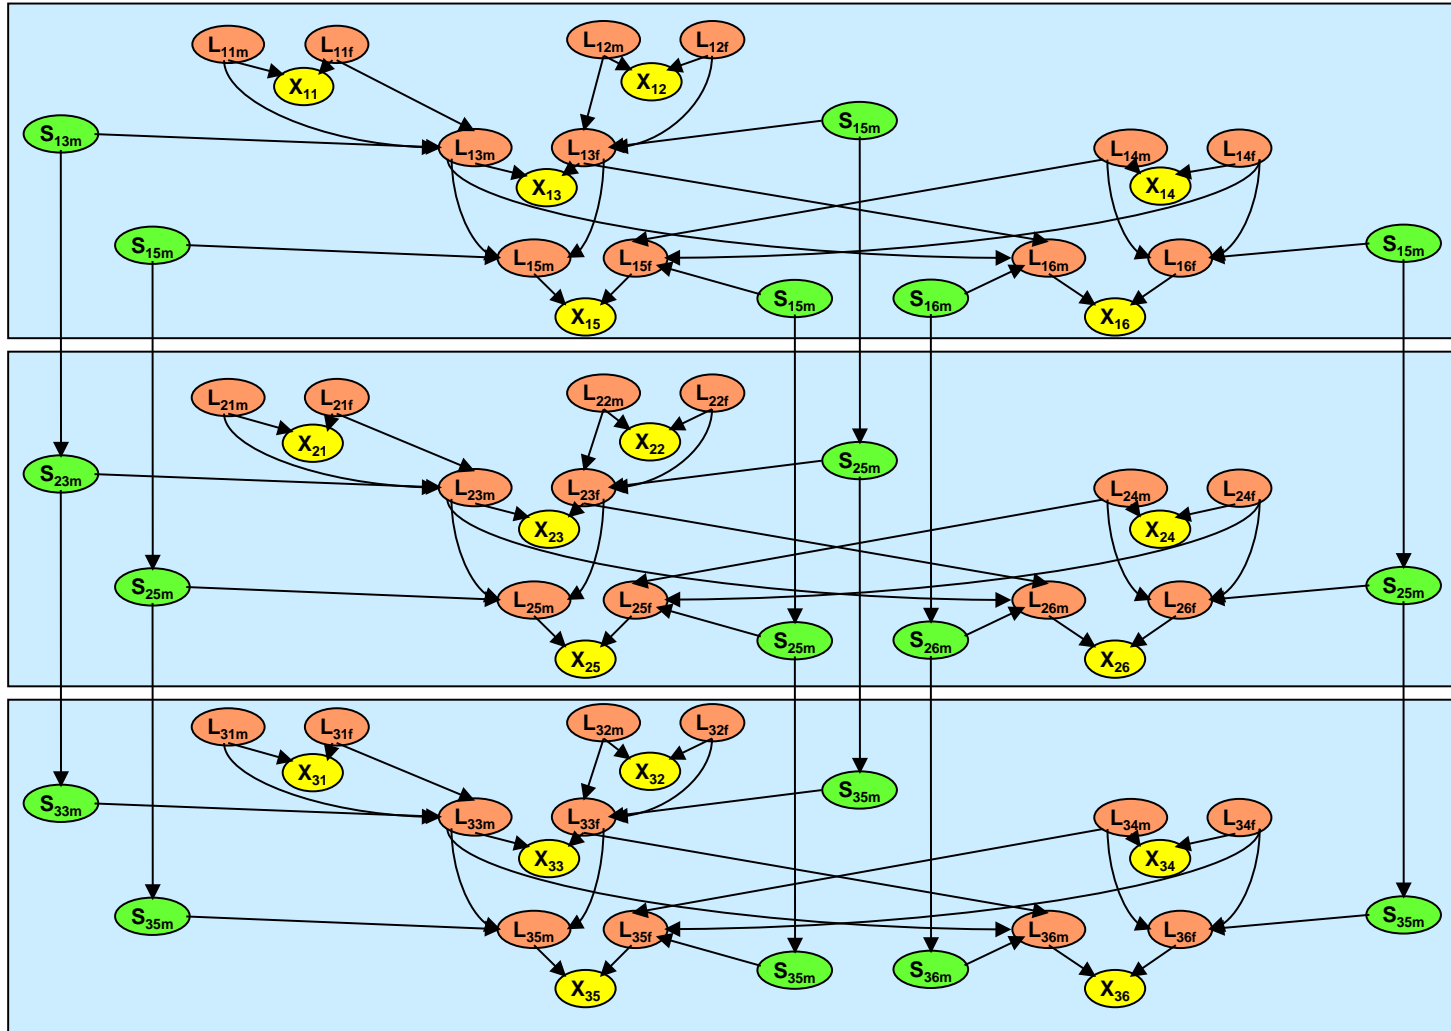 L11m L11f L12m L12f
X11 X12
S13m S15m
L13m L13f L14m L14f
X13 X14
S15m L15m L15f L16m L16f S15m
S15m S16m
X15 X16
L21m L21f L22m L22f
X21 X22
S23m S25m
L23m L23f L24m L24f
X23 X24
S25m L25m L25f L26m L26f S25m
S25m S26m
X25 X26
L31m L31f L32m L32f
X31 X32
S33m S35m
L33m L33f L34m L34f
X33 X34
S35m L35m L35f L36m L36f S35m
S35m S36m
X35 X36